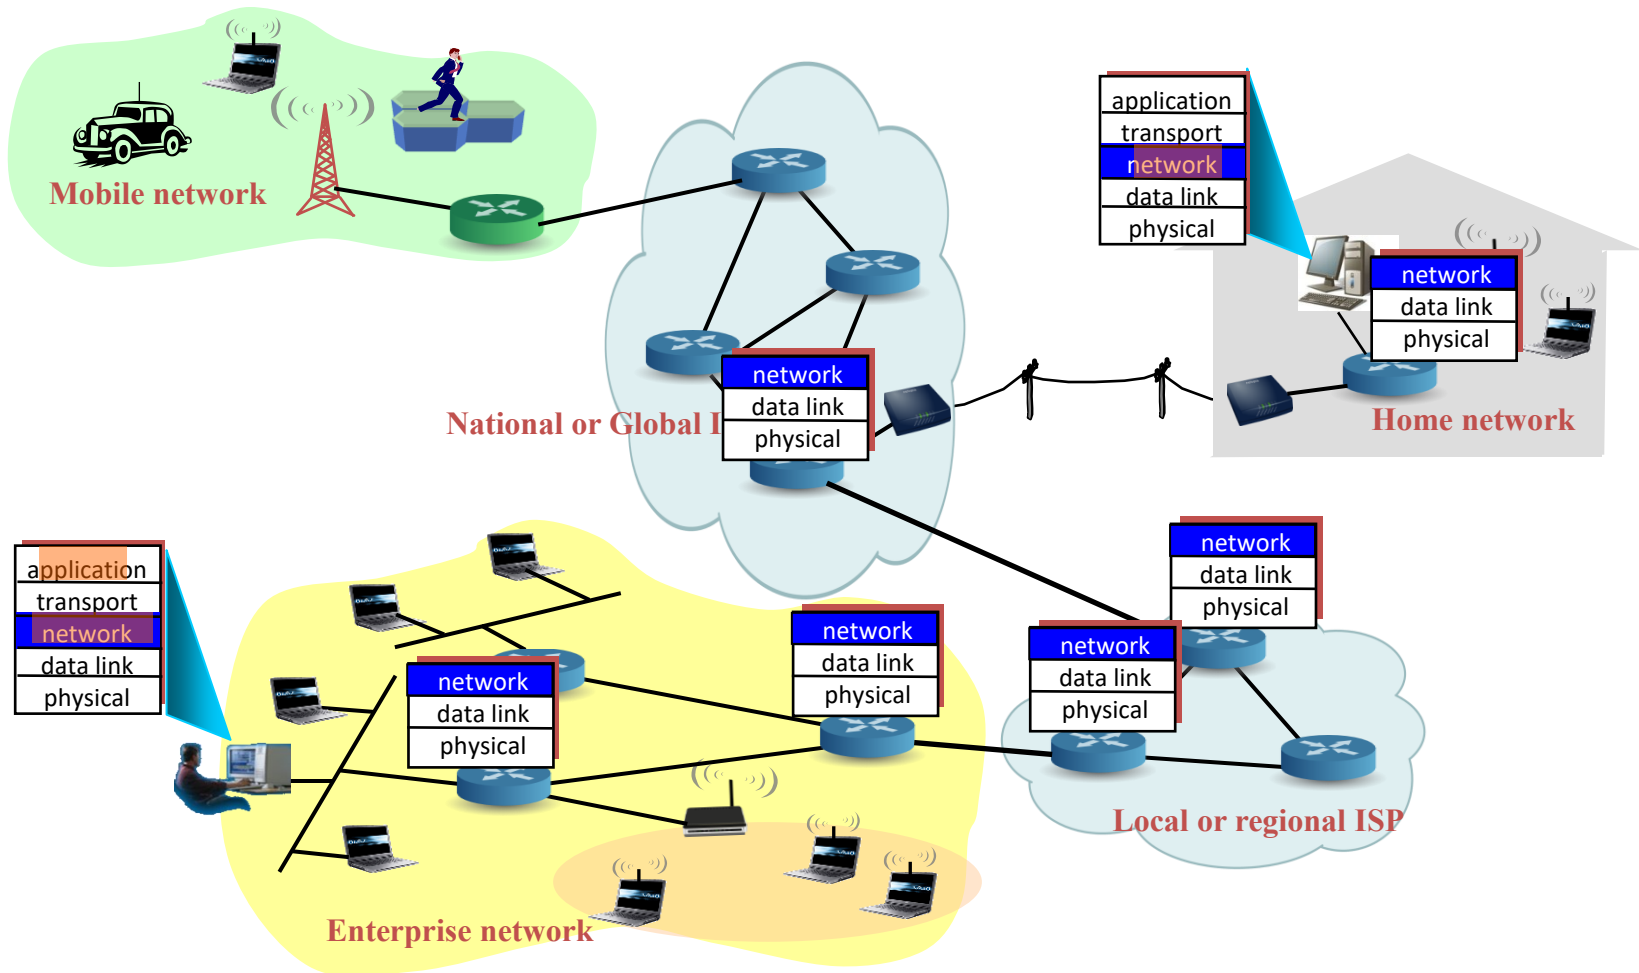 application
transport
network
data link
physical
Mobile network
network
data link
physical
network
data link
physical
National or Global I
Home network
network
data link
physical
application
transport
network
data link
physical
network
data link
physical
network
data link
physical
network
data link
physical
Local or regional ISP
Enterprise network